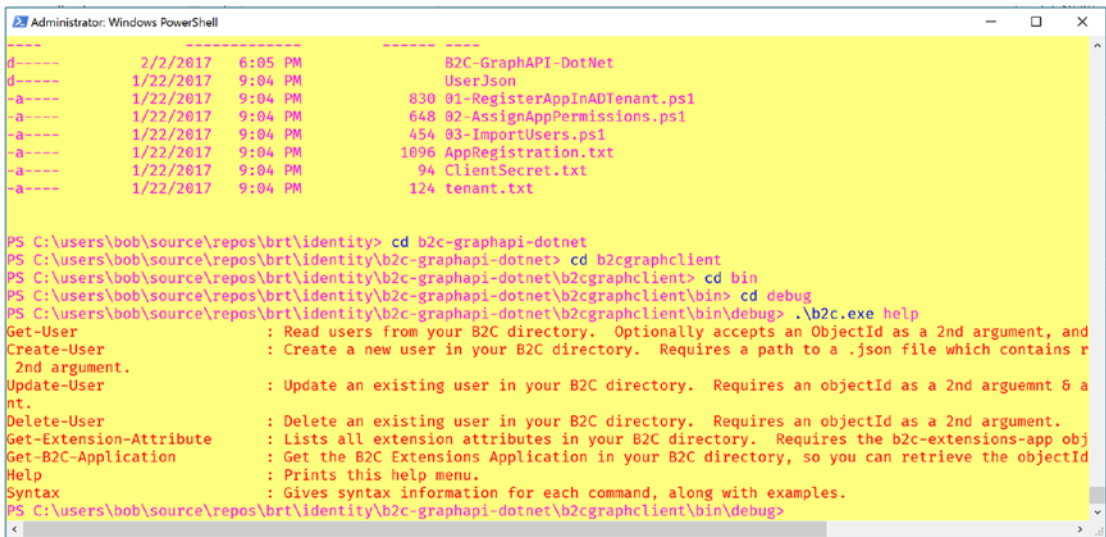 Administrator: Windows PowerShell
---- ------------- ------ ----
d----- 2/2/2017 6:05 PM B2C-GraphAPI-DotNet
d----- 1/22/2017 9:04 PM UserJson
-a---- 1/22/2017 9:04 PM 830 01-RegisterAppInADTenant.ps1
-a---- 1/22/2017 9:04 PM 648 02-AssignAppPermissions.ps1
-a---- 1/22/2017 9:04 PM 454 03-ImportUsers.ps1
-a---- 1/22/2017 9:04 PM 1096 AppRegistration.txt
-a---- 1/22/2017 9:04 PM 94 ClientSecret.txt
-a---- 1/22/2017 9:04 PM 124 tenant.txt
PS C:\users\bob\source\repos\brt\identity> cd b2c-graphapi-dotnet
PS C:\users\bob\source\repos\brt\identity\b2c-graphapi-dotnet> cd b2cgraphclient
PS C:\users\bob\source\repos\brt\identity\b2c-graphapi-dotnet\b2cgraphclient> cd bin
PS C:\users\bob\source\repos\brt\identity\b2c-graphapi-dotnet\b2cgraphclient\bin> cd debug
PS C:\users\bob\source\repos\brt\identity\b2c-graphapi-dotnet\b2cgraphclient\bin\debug> .\b2c.exe help
Get-User : Read users from your B2C directory. Optionally accepts an ObjectId as a 2nd argument, and
Create-User : Create a new user in your B2C directory. Requires a path to a .json file which contains r
2nd argument.
Update-User : Update an existing user in your B2C directory. Requires an objectId as a 2nd arguemnt & a
nt.
Delete-User : Delete an existing user in your B2C directory. Requires an objectId as a 2nd argument.
Get-Extension-Attribute : Lists all extension attributes in your B2C directory. Requires the b2c-extensions-app obj
Get-B2C-Application : Get the B2C Extensions Application in your B2C directory, so you can retrieve the objectId
Help : Prints this help menu.
Syntax : Gives syntax information for each command, along with examples.
PS C:\users\bob\source\repos\brt\identity\b2c-graphapi-dotnet\b2cgraphclient\bin\debug>